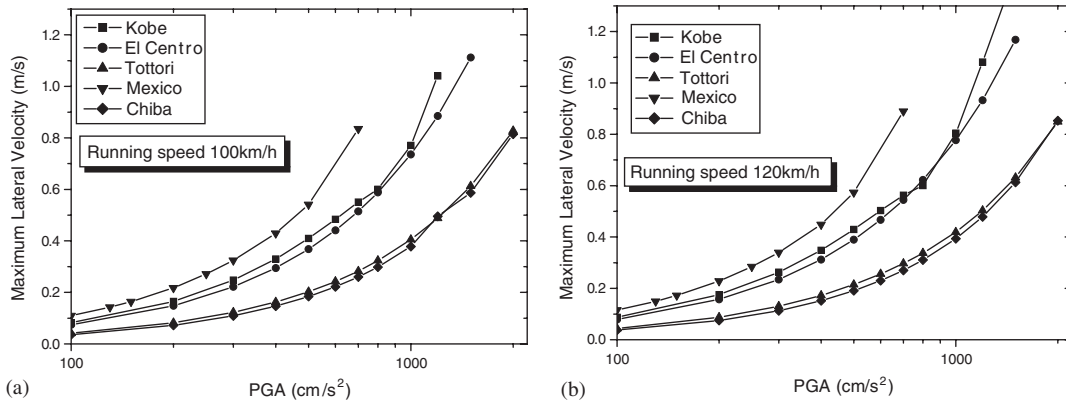 Maximum Lateral Velocity (m/s)
1.2
1.0
0.8
0.6
0.4
0.2
0.0
Kobe
El Centro
Tottori
Mexico
Chiba
Running speed 100km/h
100
1000
PGA (cm/s²)
(a)
Maximum Lateral Velocity (m/s)
1.2
1.0
0.8
0.6
0.4
0.2
0.0
Kobe
El Centro
Tottori
Mexico
Chiba
Running speed 120km/h
100
1000
PGA (cm/s²)
(b)